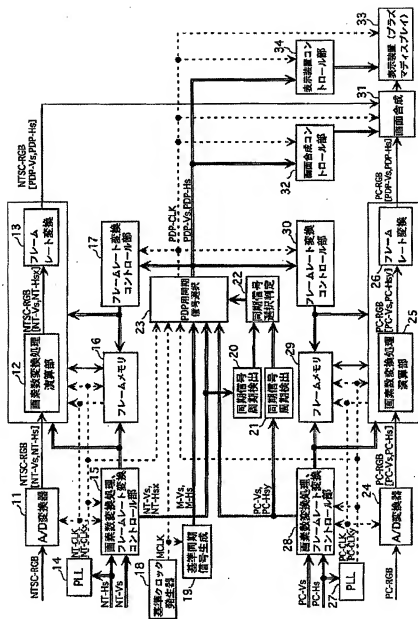 NTSC-RGB
11
A/D変換器
NTSC-RGB
[NT-Vs,NT-Hs]
12
画素数変換処理
演算部
NTSC-RGB
[NT-Vs,NT-Hsx]
13
フレーム
レート変換
NTSC-RGB
[PDP-Vs,PDP-Hs]
14
PLL
NT-CLK
NT-CLKx
NT-Hs
NT-Vs
15
画素数変換処理、
フレームレート変換
コントロール部
16
フレームメモリ
17
フレームレート変換
コントロール部
18
基準クロック
発生器
MCLK
19
基準同期
信号生成
NT-Vs,
NT-Hsx
M-Vs,
M-Hs
PC-Vs,
PC-Hsy
20
同期信号
周期検出
21
同期信号
周期検出
22
同期信号
選択判定
23
PDP用同期
信号選択
PDP-CLK
PDP-Vs,PDP-Hs
PC-Vs
PC-Hs
27
PLL
28
画素数変換処理、
フレームレート変換
コントロール部
29
フレームメモリ
30
フレームレート変換
コントロール部
PC-CLK
PC-CLKy
PC-RGB
24
A/D変換器
PC-RGB
[PC-Vs,PC-Hs]
25
画素数変換処理
演算部
PC-RGB
[PC-Vs,PC-Hsy]
26
フレーム
レート変換
PC-RGB
[PDP-Vs,PDP-Hs]
31
画面合成
32
画面合成コント
ロール部
33
表示装置(プラズ
マディスプレイ)
34
表示装置コント
ロール部